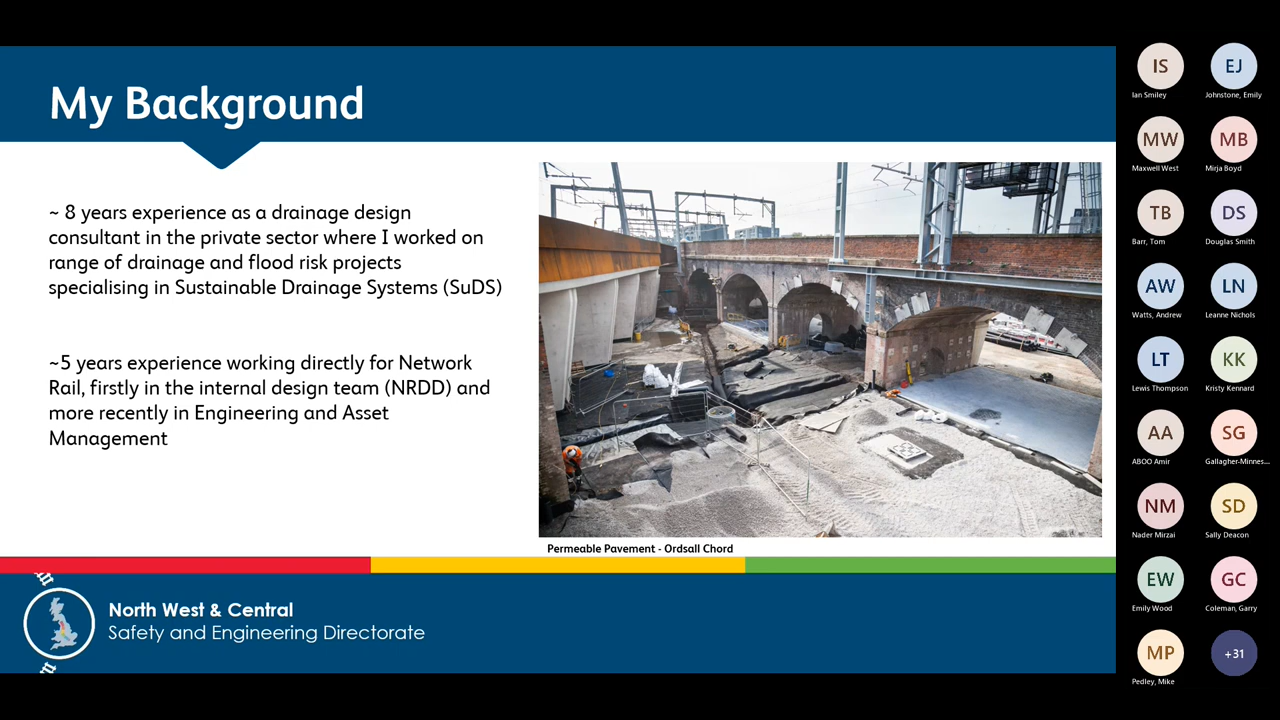 My Background
~ 8 years experience as a drainage design
consultant in the private sector where I worked on
range of drainage and flood risk projects
specialising in Sustainable Drainage Systems (SuDS)
~5 years experience working directly for Network
Rail, firstly in the internal design team (NRDD) and
more recently in Engineering and Asset
Management
Permeable Pavement - Ordsall Chord
North West & Central
Safety and Engineering Directorate
IS
Ian Smiley
EJ
Johnstone, Emily
MW
Maxwell West
MB
Mirja Boyd
TB
Barr, Tom
DS
Douglas Smith
AW
Watts, Andrew
LN
Leanne Nichols
LT
Lewis Thompson
KK
Kristy Kennard
AA
ABOO Amir
SG
Gallagher-Minnes...
NM
Nader Mirzai
SD
Sally Deacon
EW
Emily Wood
GC
Coleman, Garry
MP
Pedley, Mike
+31